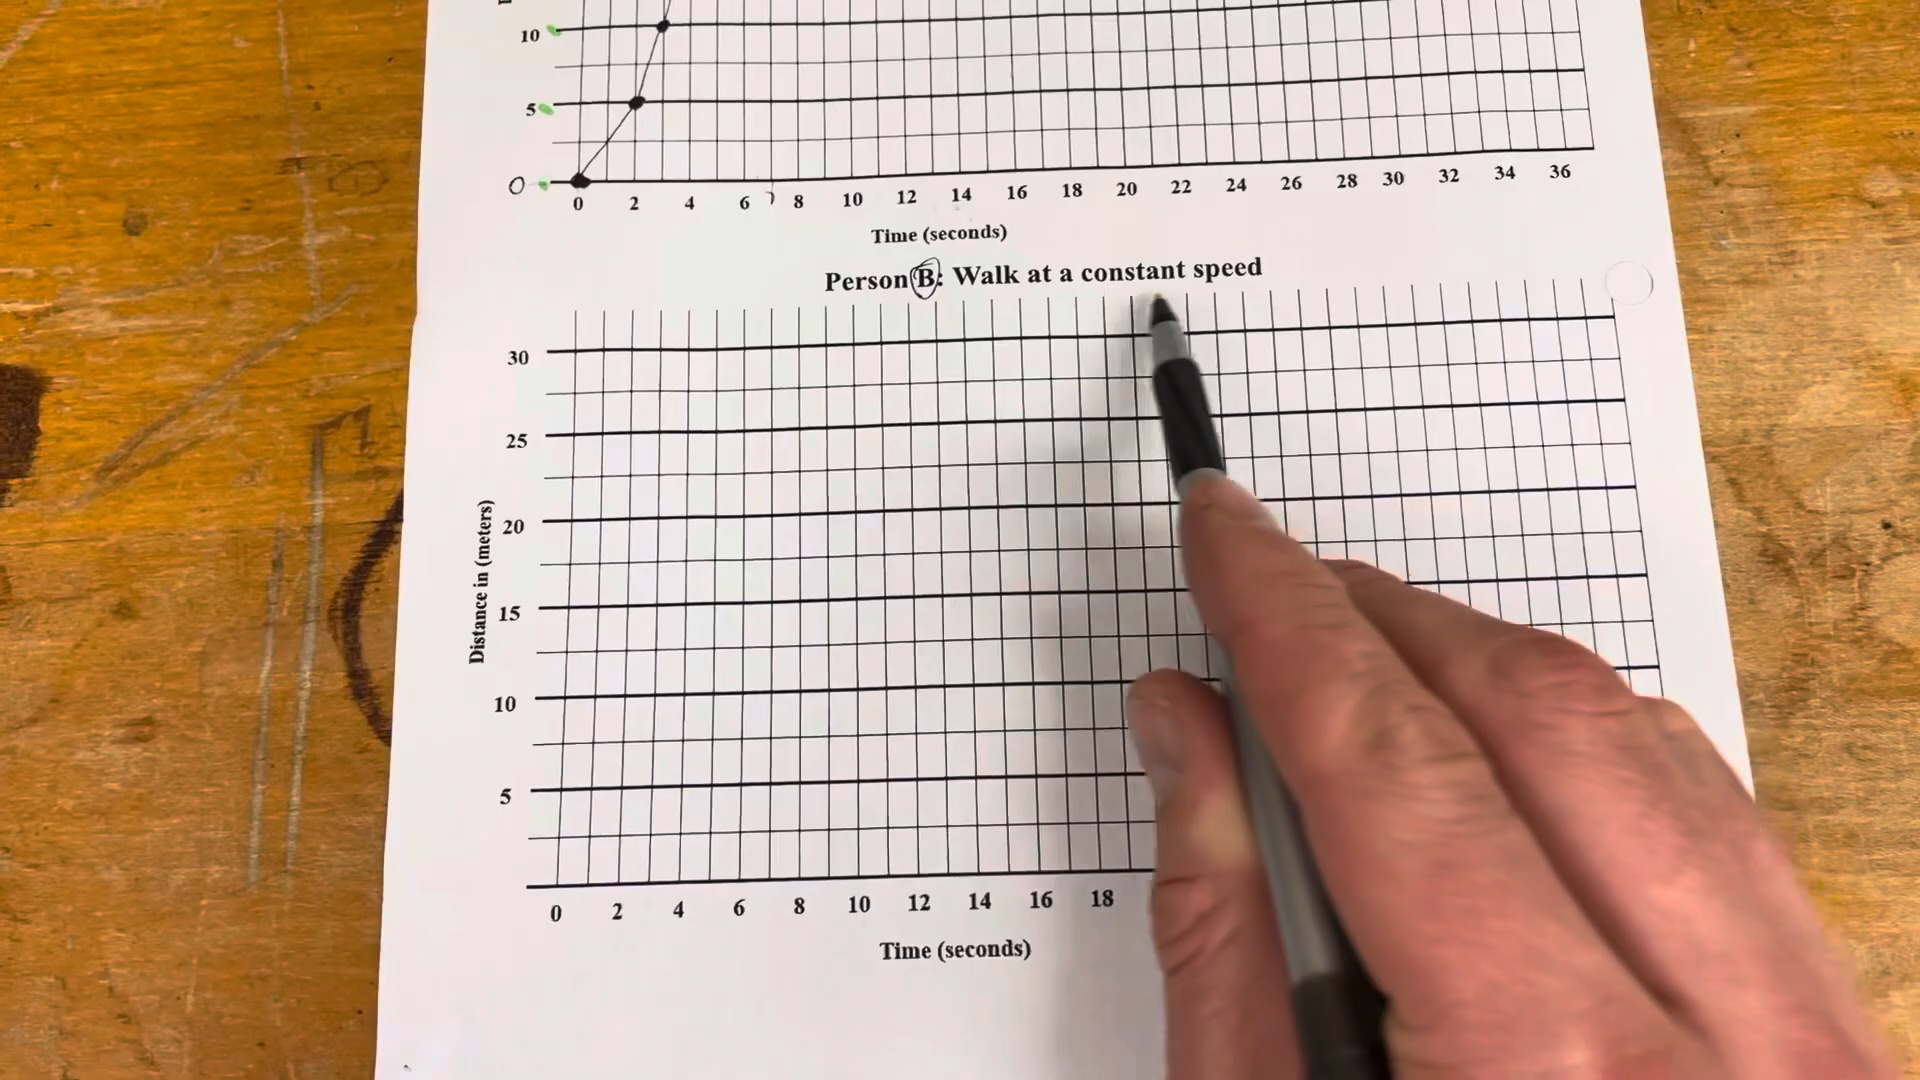 10
5
0
0 2 4 6 7 8 10 12 14 16 18 20 22 24 26 28 30 32 34 36
Time (seconds)
Person B: Walk at a constant speed
30
25
20
15
10
5
Distance in (meters)
0 2 4 6 8 10 12 14 16 18
Time (seconds)